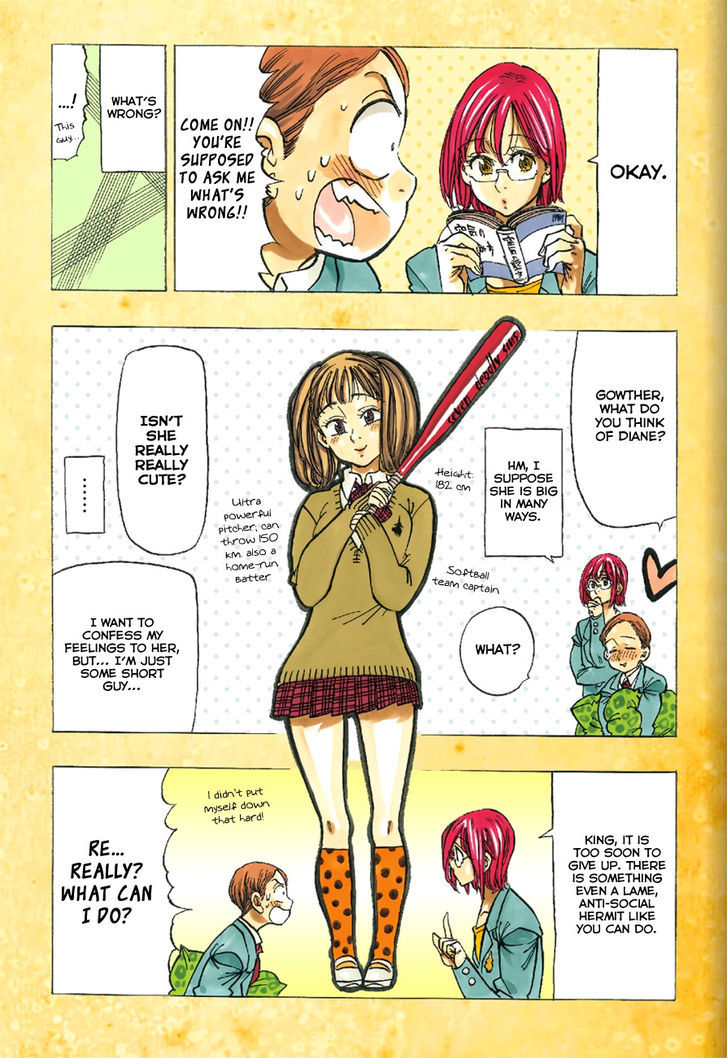 OKAY.
COME ON!!
YOU'RE
SUPPOSED
TO ASK ME
WHAT'S
WRONG!!
WHAT'S
WRONG?
...!
This
Guy...
GOWTHER,
WHAT DO
YOU THINK
OF DIANE?
HM, I
SUPPOSE
SHE IS BIG
IN MANY
WAYS.
Height:
182 cm
seven deadly sins
Softball
team captain
WHAT?
ISN'T
SHE
REALLY
REALLY
CUTE?
Ultra
powerful
pitcher, can
throw 150
km. also a
home-run
batter
......
I WANT TO
CONFESS MY
FEELINGS TO HER,
BUT... I'M JUST
SOME SHORT
GUY...
KING, IT IS
TOO SOON TO
GIVE UP. THERE
IS SOMETHING
EVEN A LAME,
ANTI-SOCIAL
HERMIT LIKE
YOU CAN DO.
I didn't put
myself down
that hard!
RE...
REALLY?
WHAT CAN
I DO?